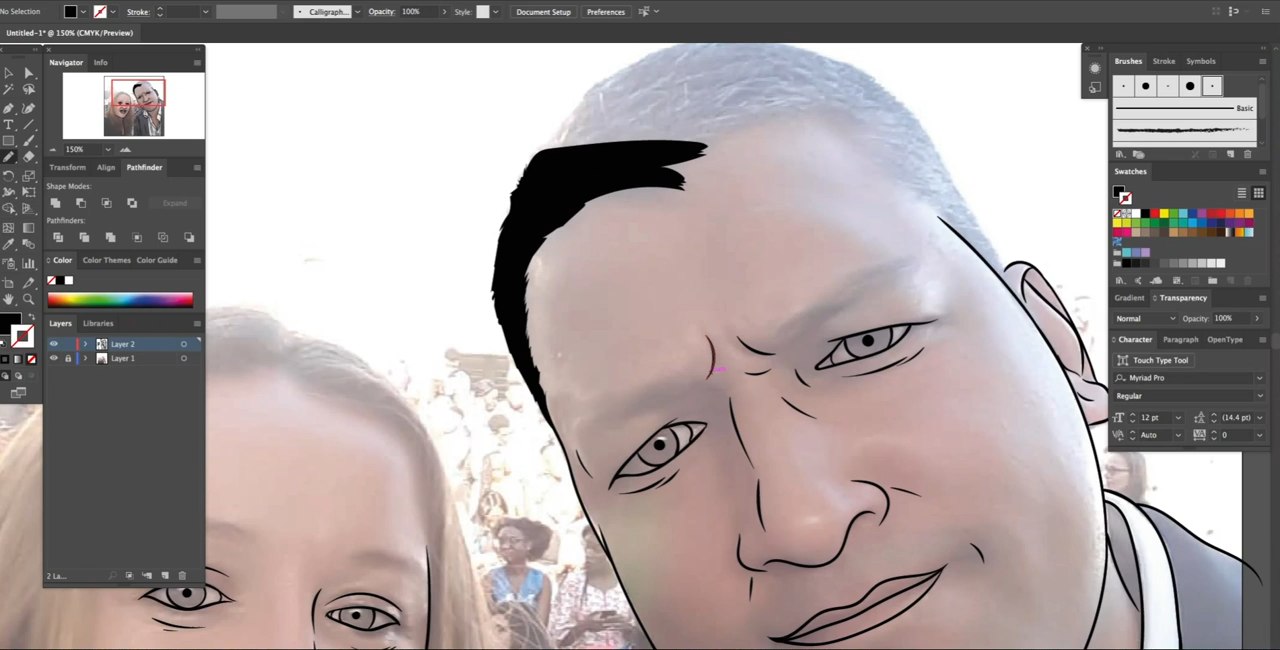 No Selection Stroke: Calligraph... Opacity: 100% Style: Document Setup Preferences
Untitled-1* @ 150% (CMYK/Preview)
Navigator Info
150%
Transform Align Pathfinder
Shape Modes:
Expand
Pathfinders:
Color Color Themes Color Guide
Layers Libraries
Layer 2
Layer 1
2 La...
Brushes Stroke Symbols
Basic
Swatches
Gradient Transparency
Normal Opacity: 100%
Character Paragraph OpenType
Touch Type Tool
Myriad Pro
Regular
12 pt (14.4 pt)
Auto 0